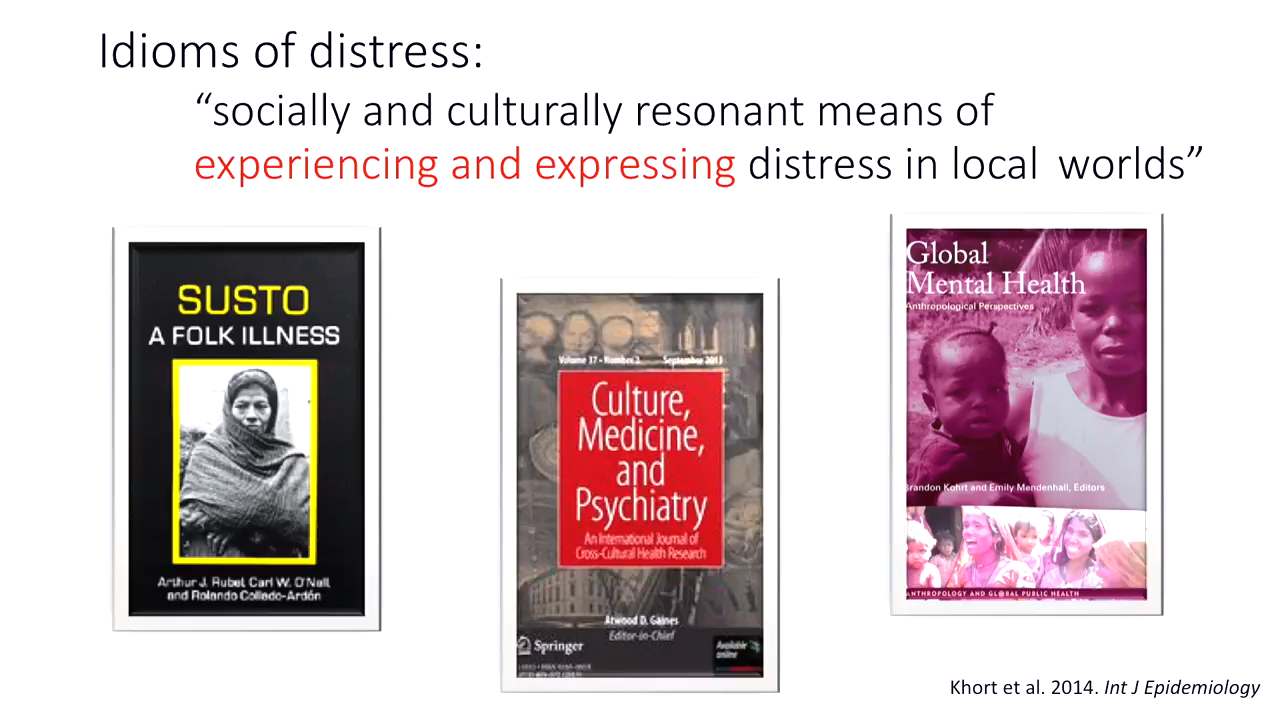 Idioms of distress:
“socially and culturally resonant means of
experiencing and expressing distress in local worlds”
SUSTO
A FOLK ILLNESS
Arthur J. Rubel, Carl W. O'Nell,
and Rolando Collado-Ardón
Volume 37 - Number 3 September 2013
Culture,
Medicine,
and
Psychiatry
An International Journal of
Cross-Cultural Health Research
Atwood D. Gaines
Editor-in-Chief
Springer
Available
online
Global
Mental Health
Anthropological Perspectives
Brandon Kohrt and Emily Mendenhall, Editors
ANTHROPOLOGY AND GLOBAL PUBLIC HEALTH
Khort et al. 2014. Int J Epidemiology